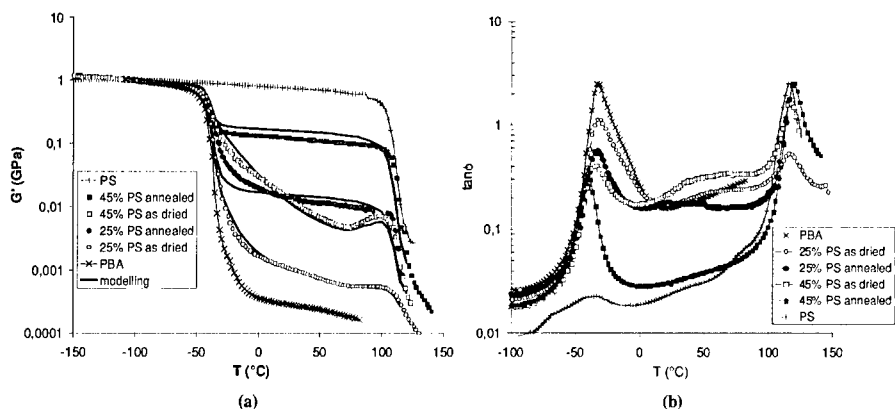 10
1
0,1
0,01
0,001
0,0001
G' (GPa)
PS
45% PS annealed
45% PS as dried
25% PS annealed
25% PS as dried
PBA
modelling
-150 -100 -50 0 50 100 150
T (°C)
(a)
10
1
0,1
0,01
tanδ
PBA
25% PS as dried
25% PS annealed
45% PS as dried
45% PS annealed
PS
-100 -50 0 50 100 150
T (°C)
(b)